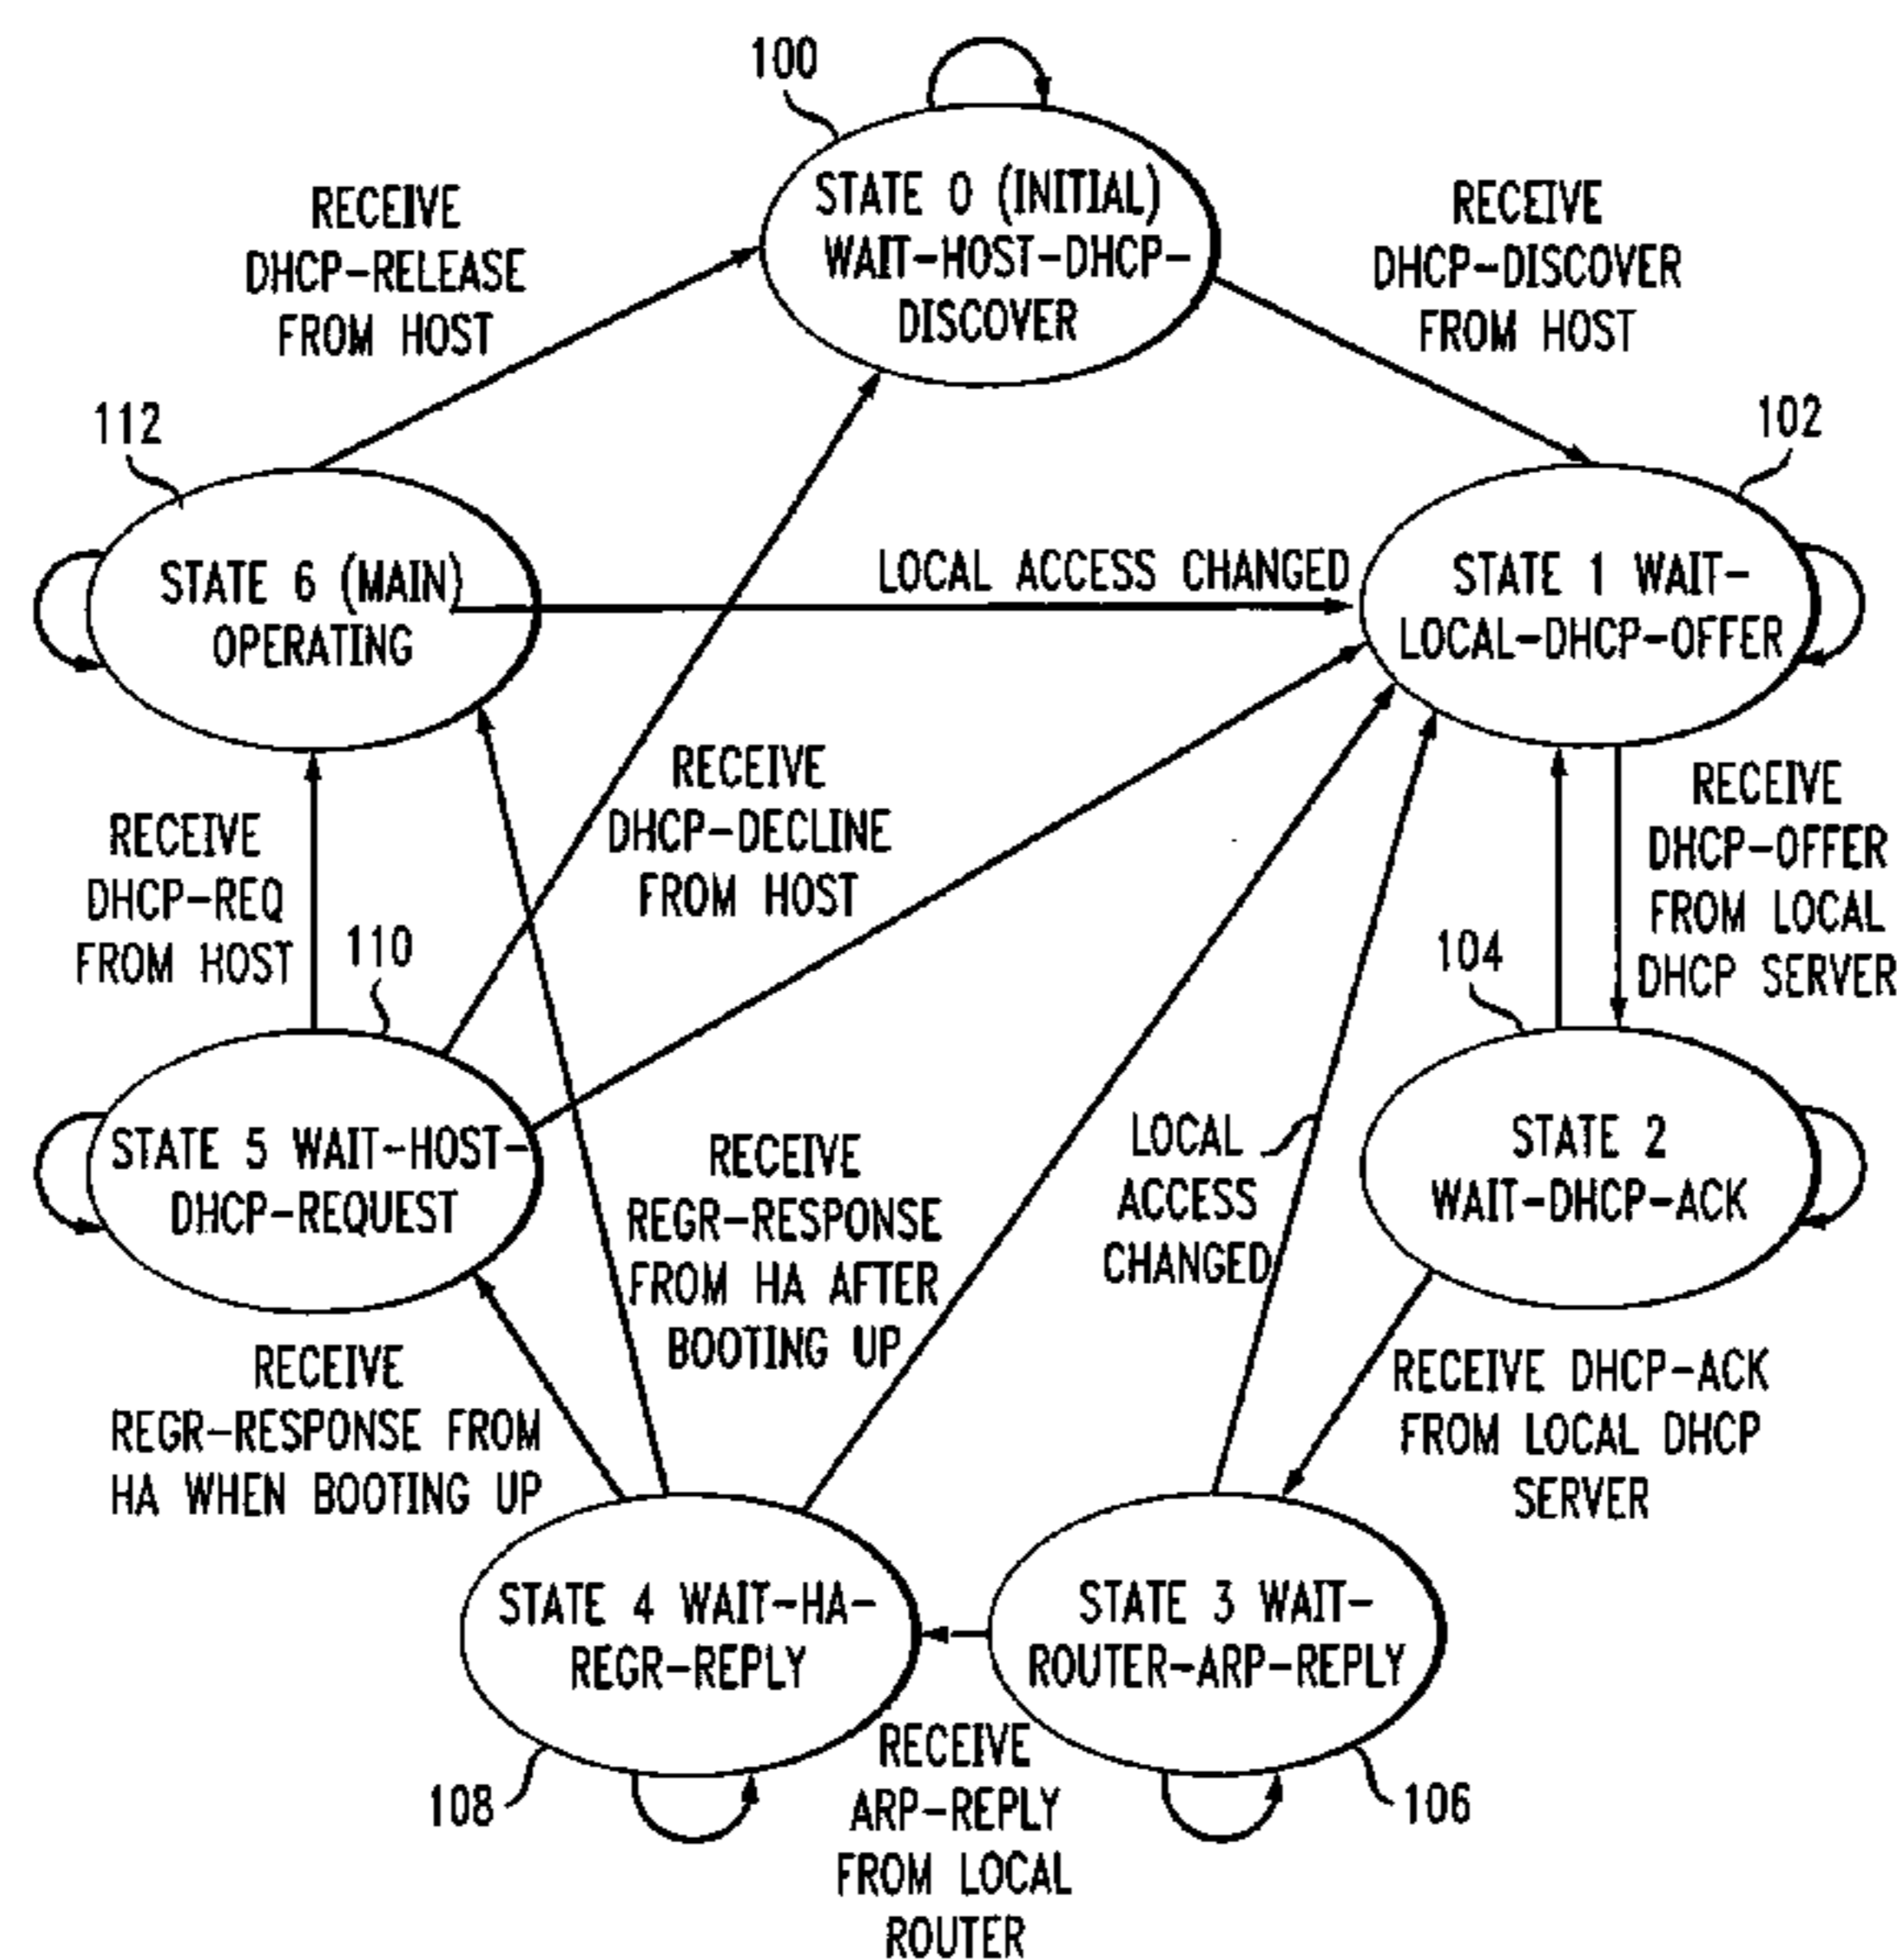 100
STATE 0 (INITIAL)
WAIT-HOST-DHCP-
DISCOVER
RECEIVE
DHCP-RELEASE
FROM HOST
RECEIVE
DHCP-DISCOVER
FROM HOST
112
102
STATE 6 (MAIN)
OPERATING
LOCAL ACCESS CHANGED
STATE 1 WAIT-
LOCAL-DHCP-OFFER
RECEIVE
DHCP-REQ
FROM HOST
RECEIVE
DHCP-DECLINE
FROM HOST
RECEIVE
DHCP-OFFER
FROM LOCAL
DHCP SERVER
110
104
STATE 5 WAIT-HOST-
DHCP-REQUEST
RECEIVE
REGR-RESPONSE
FROM HA AFTER
BOOTING UP
LOCAL
ACCESS
CHANGED
STATE 2
WAIT-DHCP-ACK
RECEIVE
REGR-RESPONSE FROM
HA WHEN BOOTING UP
RECEIVE DHCP-ACK
FROM LOCAL DHCP
SERVER
STATE 4 WAIT-HA-
REGR-REPLY
STATE 3 WAIT-
ROUTER-ARP-REPLY
108
RECEIVE
ARP-REPLY
FROM LOCAL
ROUTER
106